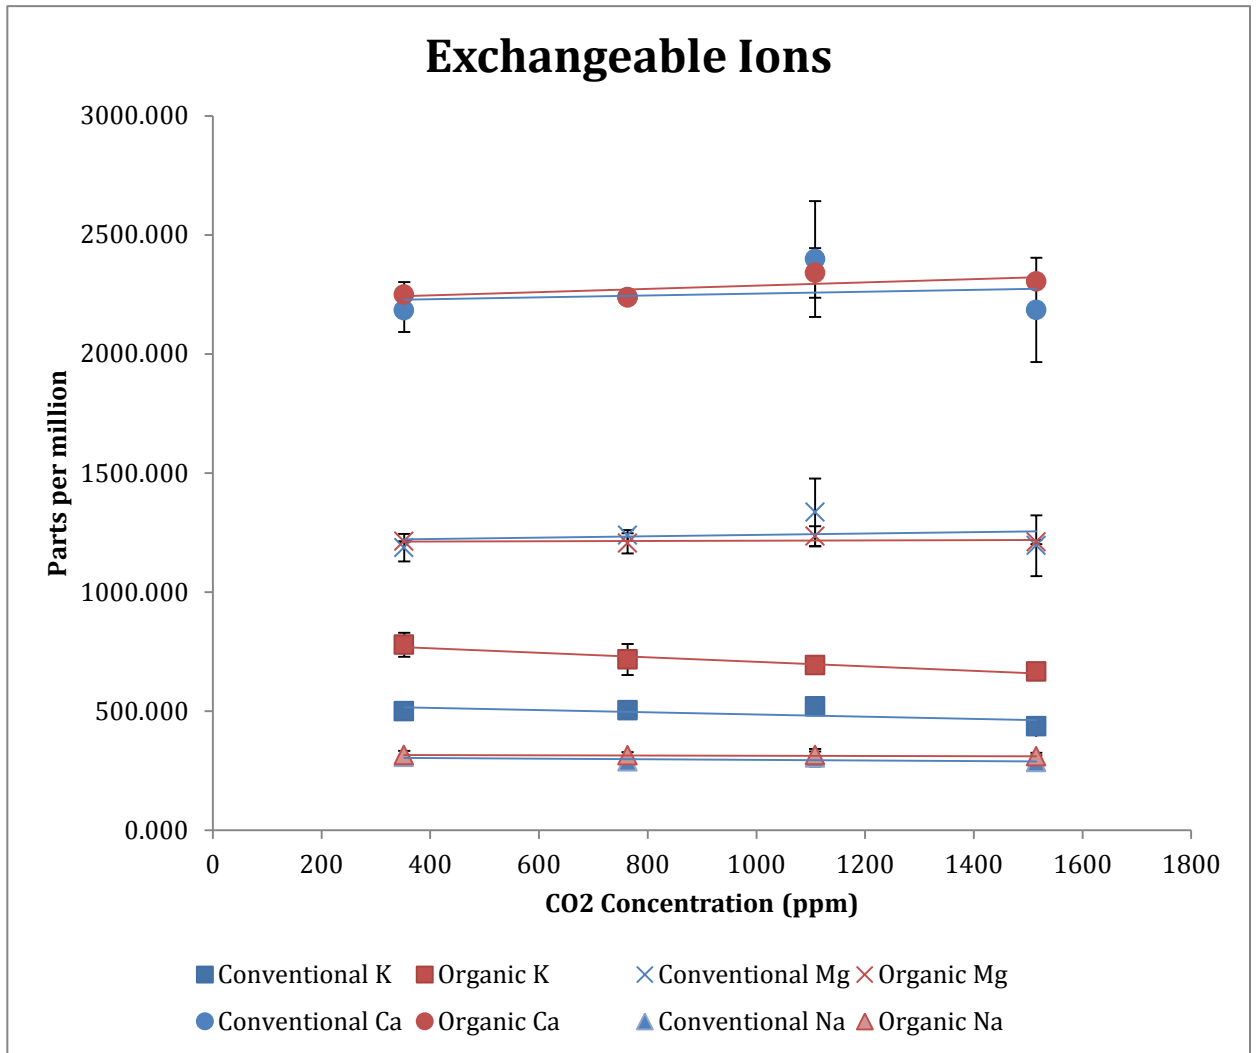 Exchangeable Ions
3000.000
2500.000
2000.000
1500.000
1000.000
500.000
0.000
Parts per million
0 200 400 600 800 1000 1200 1400 1600 1800
CO2 Concentration (ppm)
Conventional K Organic K Conventional Mg Organic Mg
Conventional Ca Organic Ca Conventional Na Organic Na